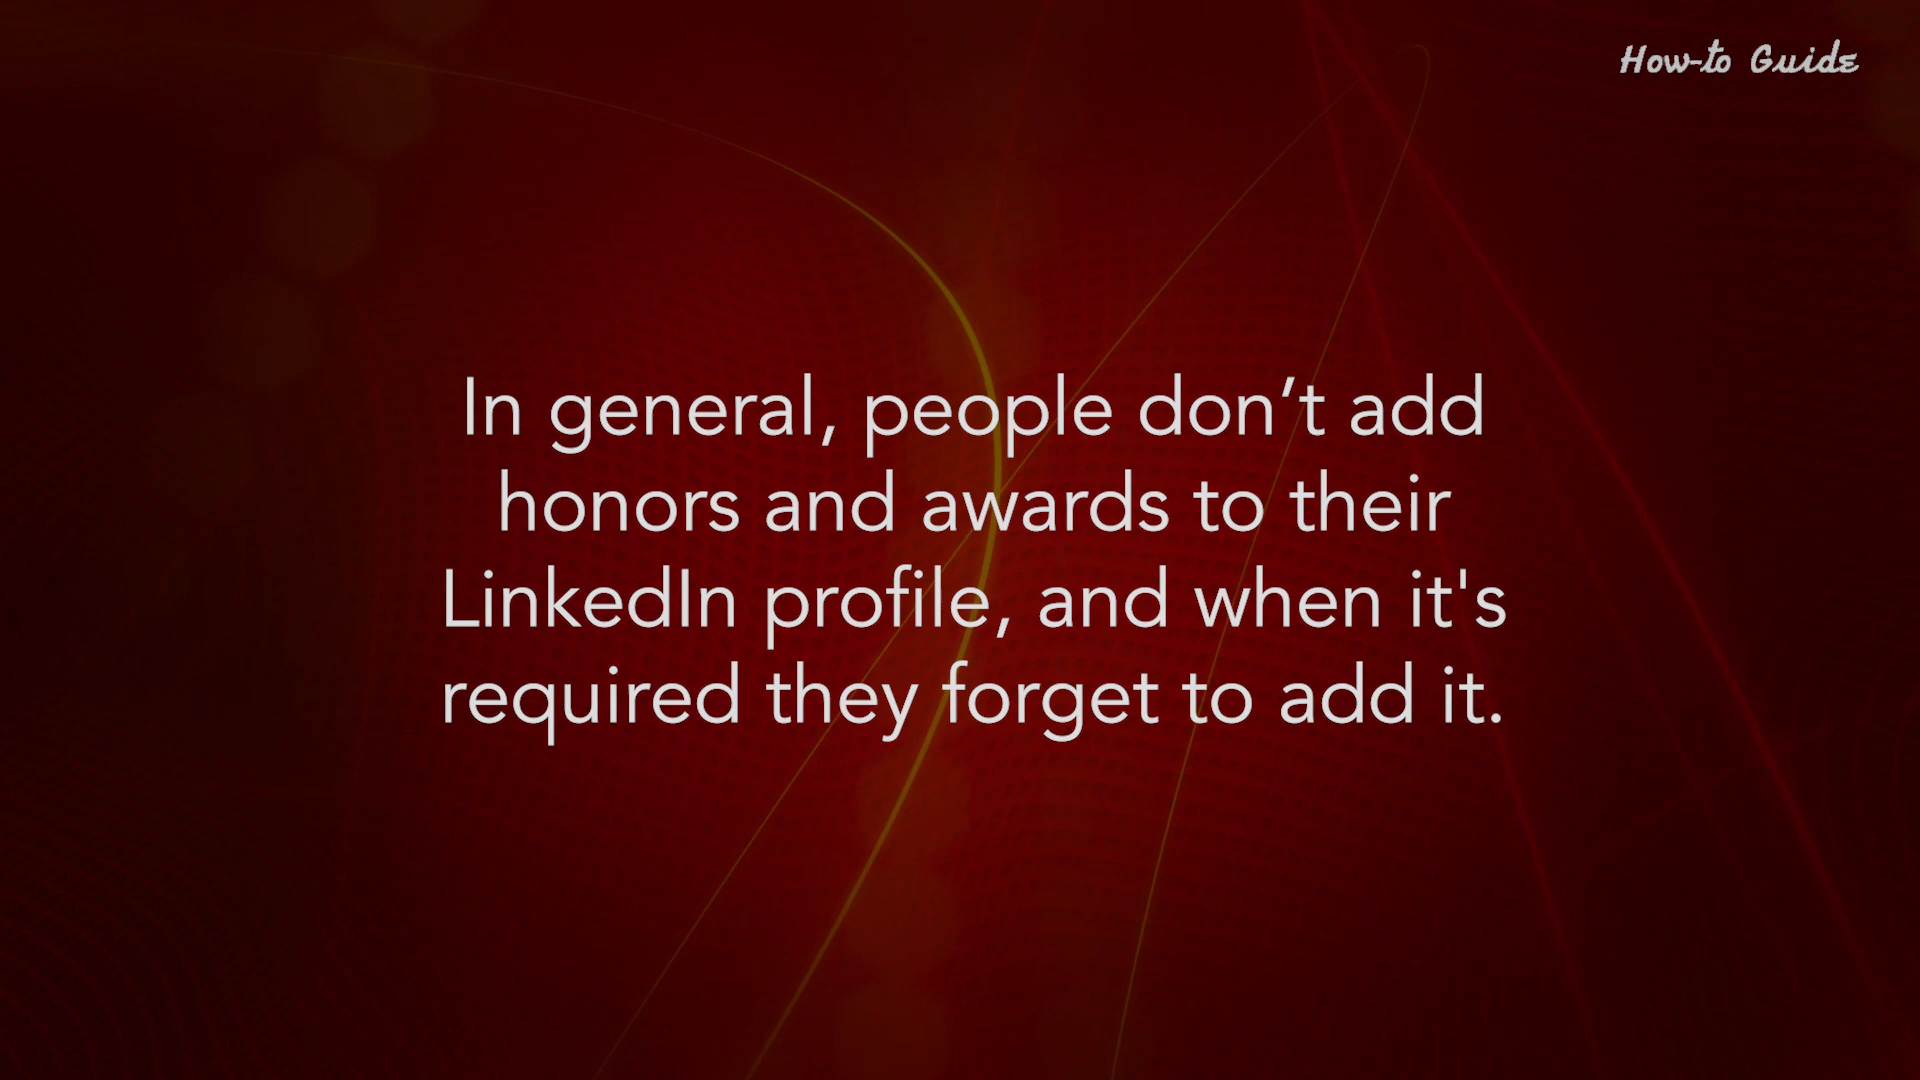 How-to Guide
In general, people don’t add
honors and awards to their
LinkedIn profile, and when it's
required they forget to add it.